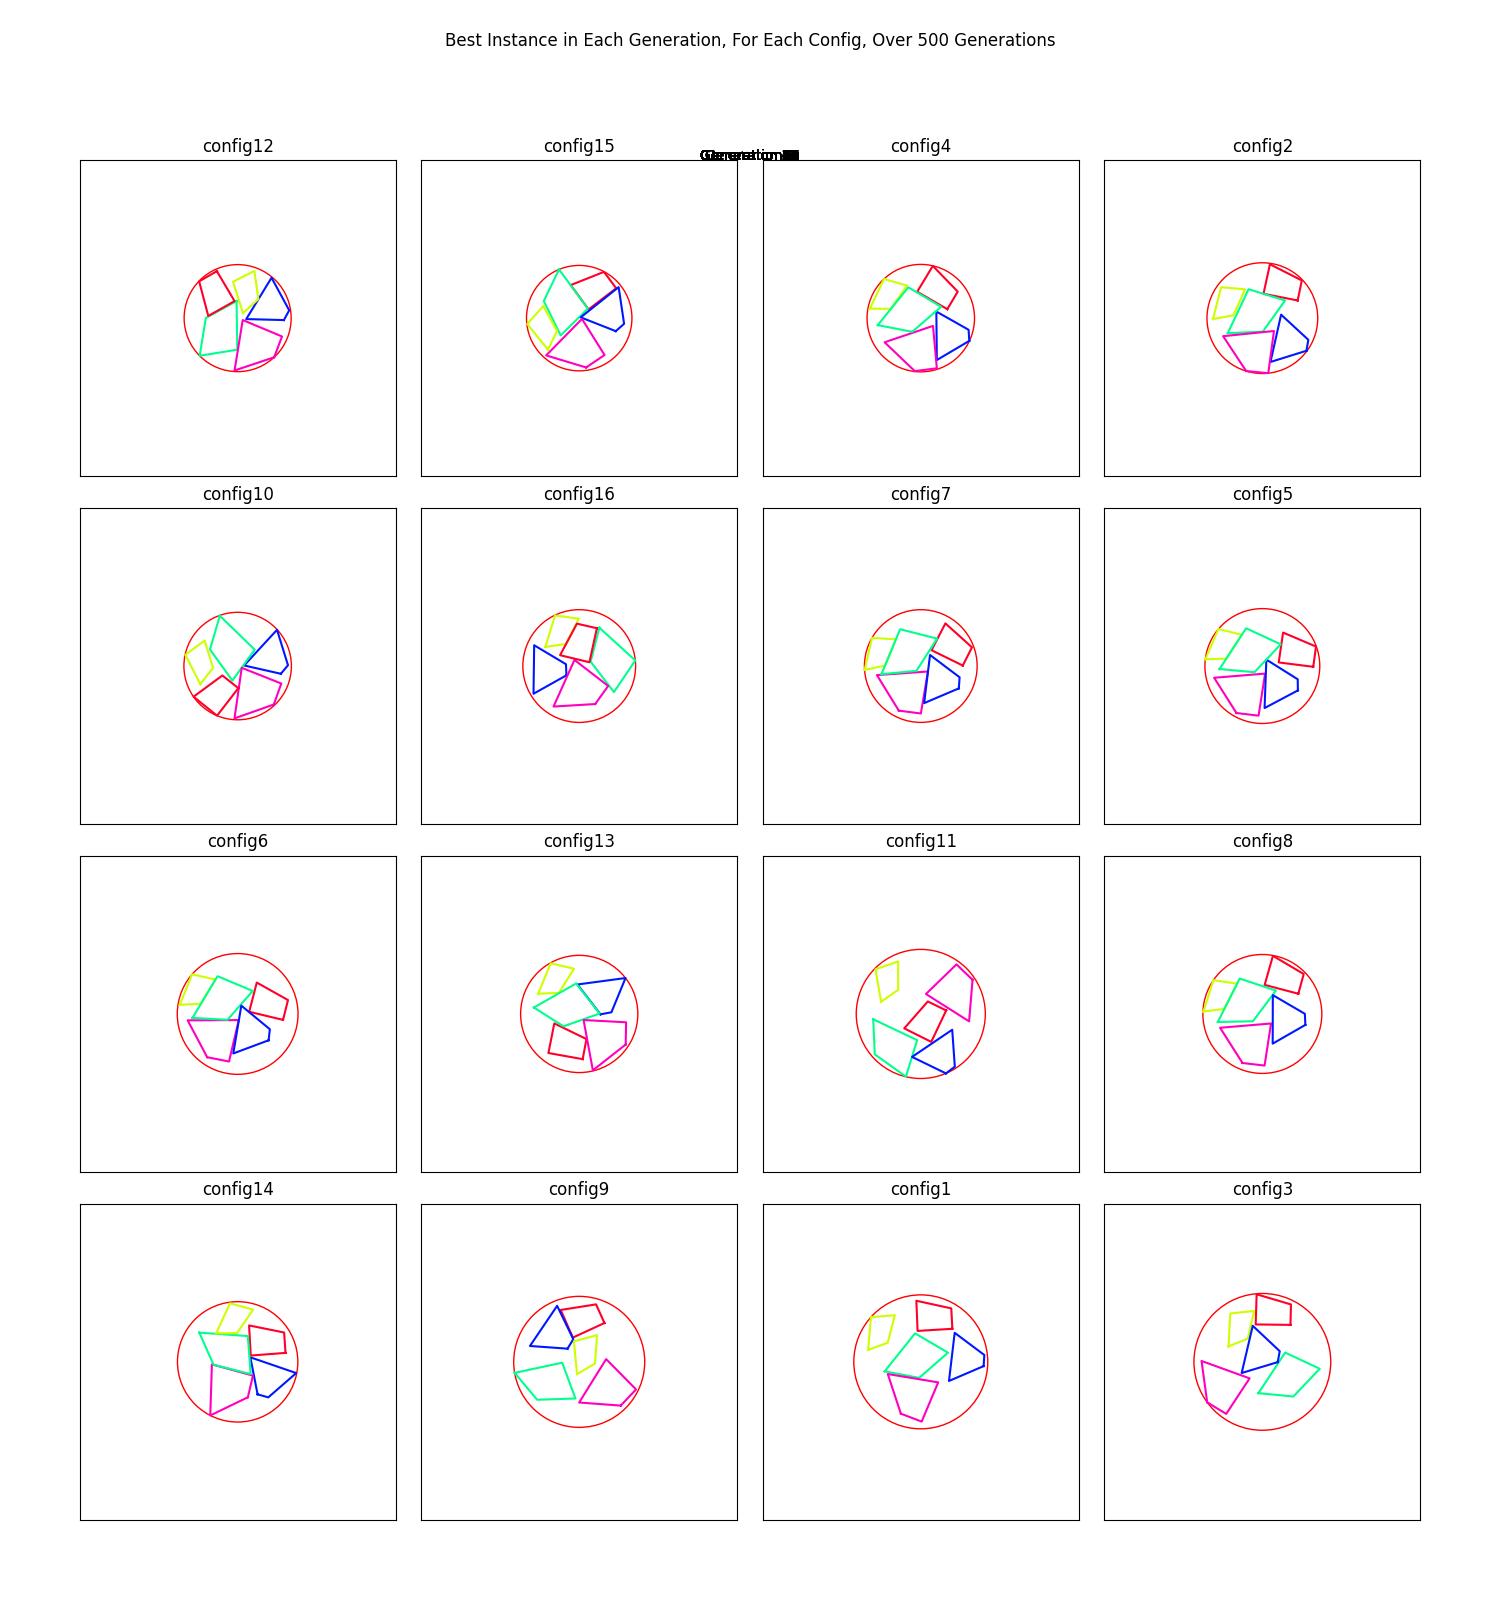 Best Instance in Each Generation, For Each Config, Over 500 Generations
config12
config15
config4
config2
config10
config16
config7
config5
config6
config13
config11
config8
config14
config9
config1
config3